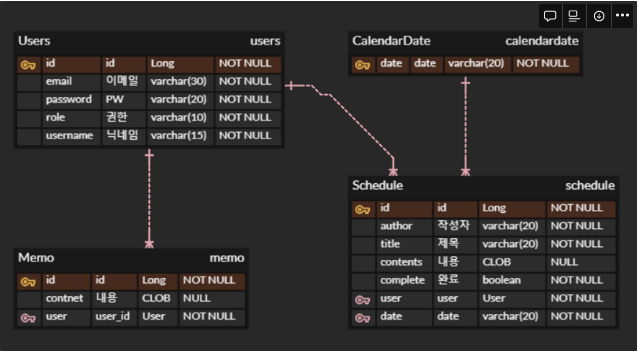 Users users
id id Long NOT NULL
email 이메일 varchar(30) NOT NULL
password PW varchar(20) NOT NULL
role 권한 varchar(10) NOT NULL
username 닉네임 varchar(15) NOT NULL
CalendarDate calendardate
date date varchar(20) NOT NULL
Schedule schedule
id id Long NOT NULL
author 작성자 varchar(20) NOT NULL
title 제목 varchar(20) NOT NULL
contents 내용 CLOB NULL
complete 완료 boolean NOT NULL
user user User NOT NULL
date date varchar(20) NOT NULL
Memo memo
id id Long NOT NULL
contnet 내용 CLOB NULL
user user_id User NOT NULL